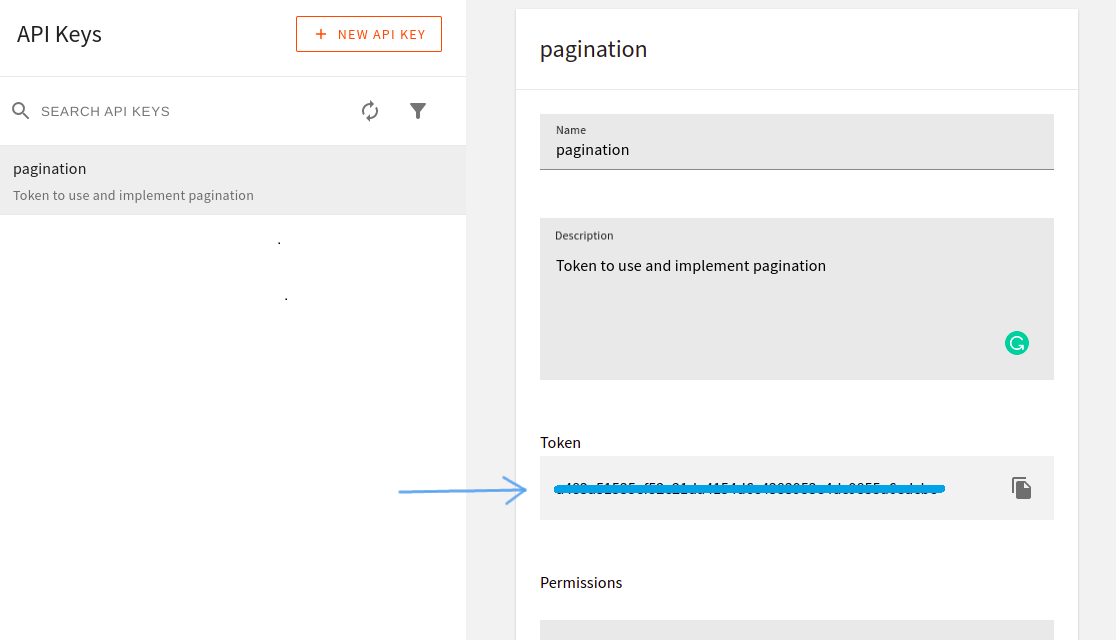 API Keys
+ NEW API KEY
SEARCH API KEYS
pagination
Token to use and implement pagination
pagination
Name
pagination
Description
Token to use and implement pagination
Token
Permissions